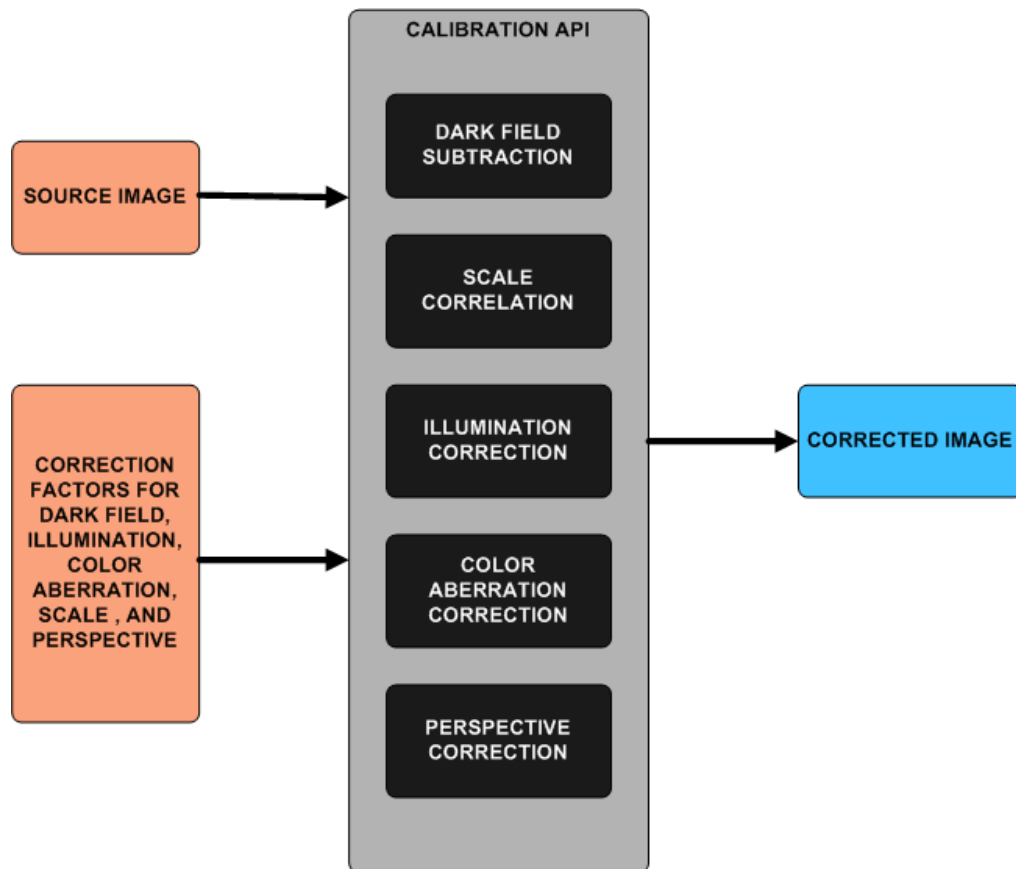 CALIBRATION API
DARK FIELD
SUBTRACTION
SOURCE IMAGE
SCALE
CORRELATION
ILLUMINATION
CORRECTION
CORRECTED IMAGE
CORRECTION
FACTORS FOR
DARK FIELD,
ILLUMINATION,
COLOR
ABERRATION,
SCALE , AND
PERSPECTIVE
COLOR
ABERRATION
CORRECTION
PERSPECTIVE
CORRECTION